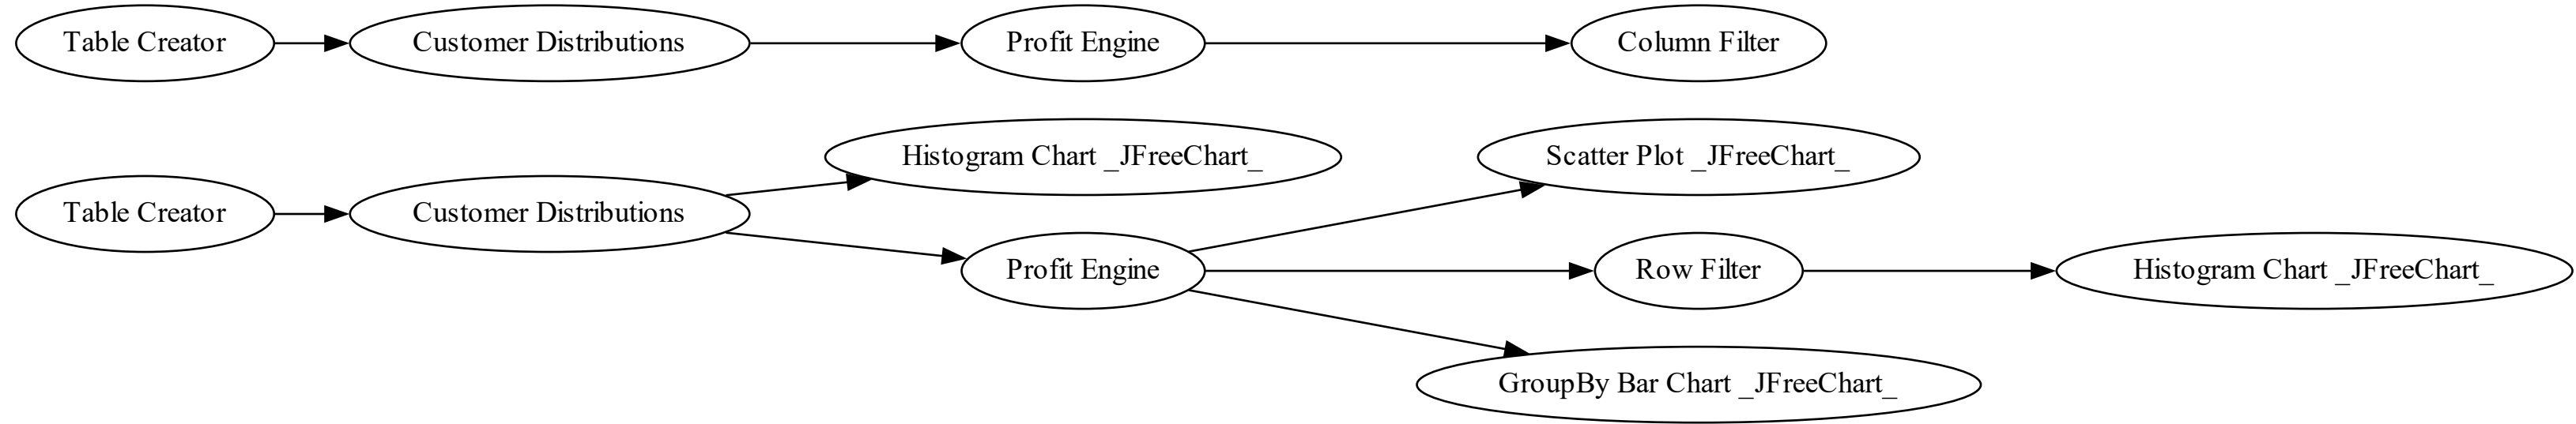 Table Creator
Customer Distributions
Profit Engine
Column Filter
Table Creator
Customer Distributions
Histogram Chart _JFreeChart_
Profit Engine
Scatter Plot _JFreeChart_
Row Filter
Histogram Chart _JFreeChart_
GroupBy Bar Chart _JFreeChart_